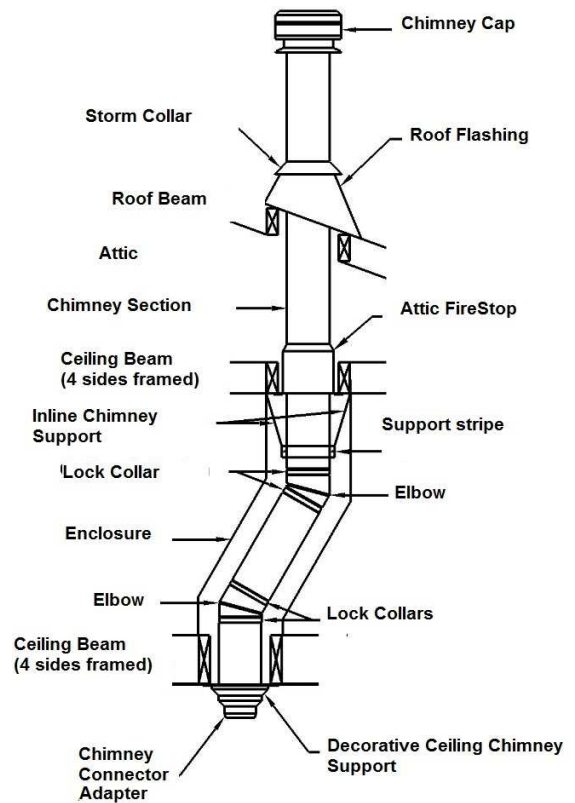 Chimney Cap
Storm Collar
Roof Flashing
Roof Beam
Attic
Chimney Section
Attic FireStop
Ceiling Beam
(4 sides framed)
Inline Chimney
Support
Support stripe
Lock Collar
Elbow
Enclosure
Elbow
Lock Collars
Ceiling Beam
(4 sides framed)
Decorative Ceiling Chimney
Support
Chimney
Connector
Adapter